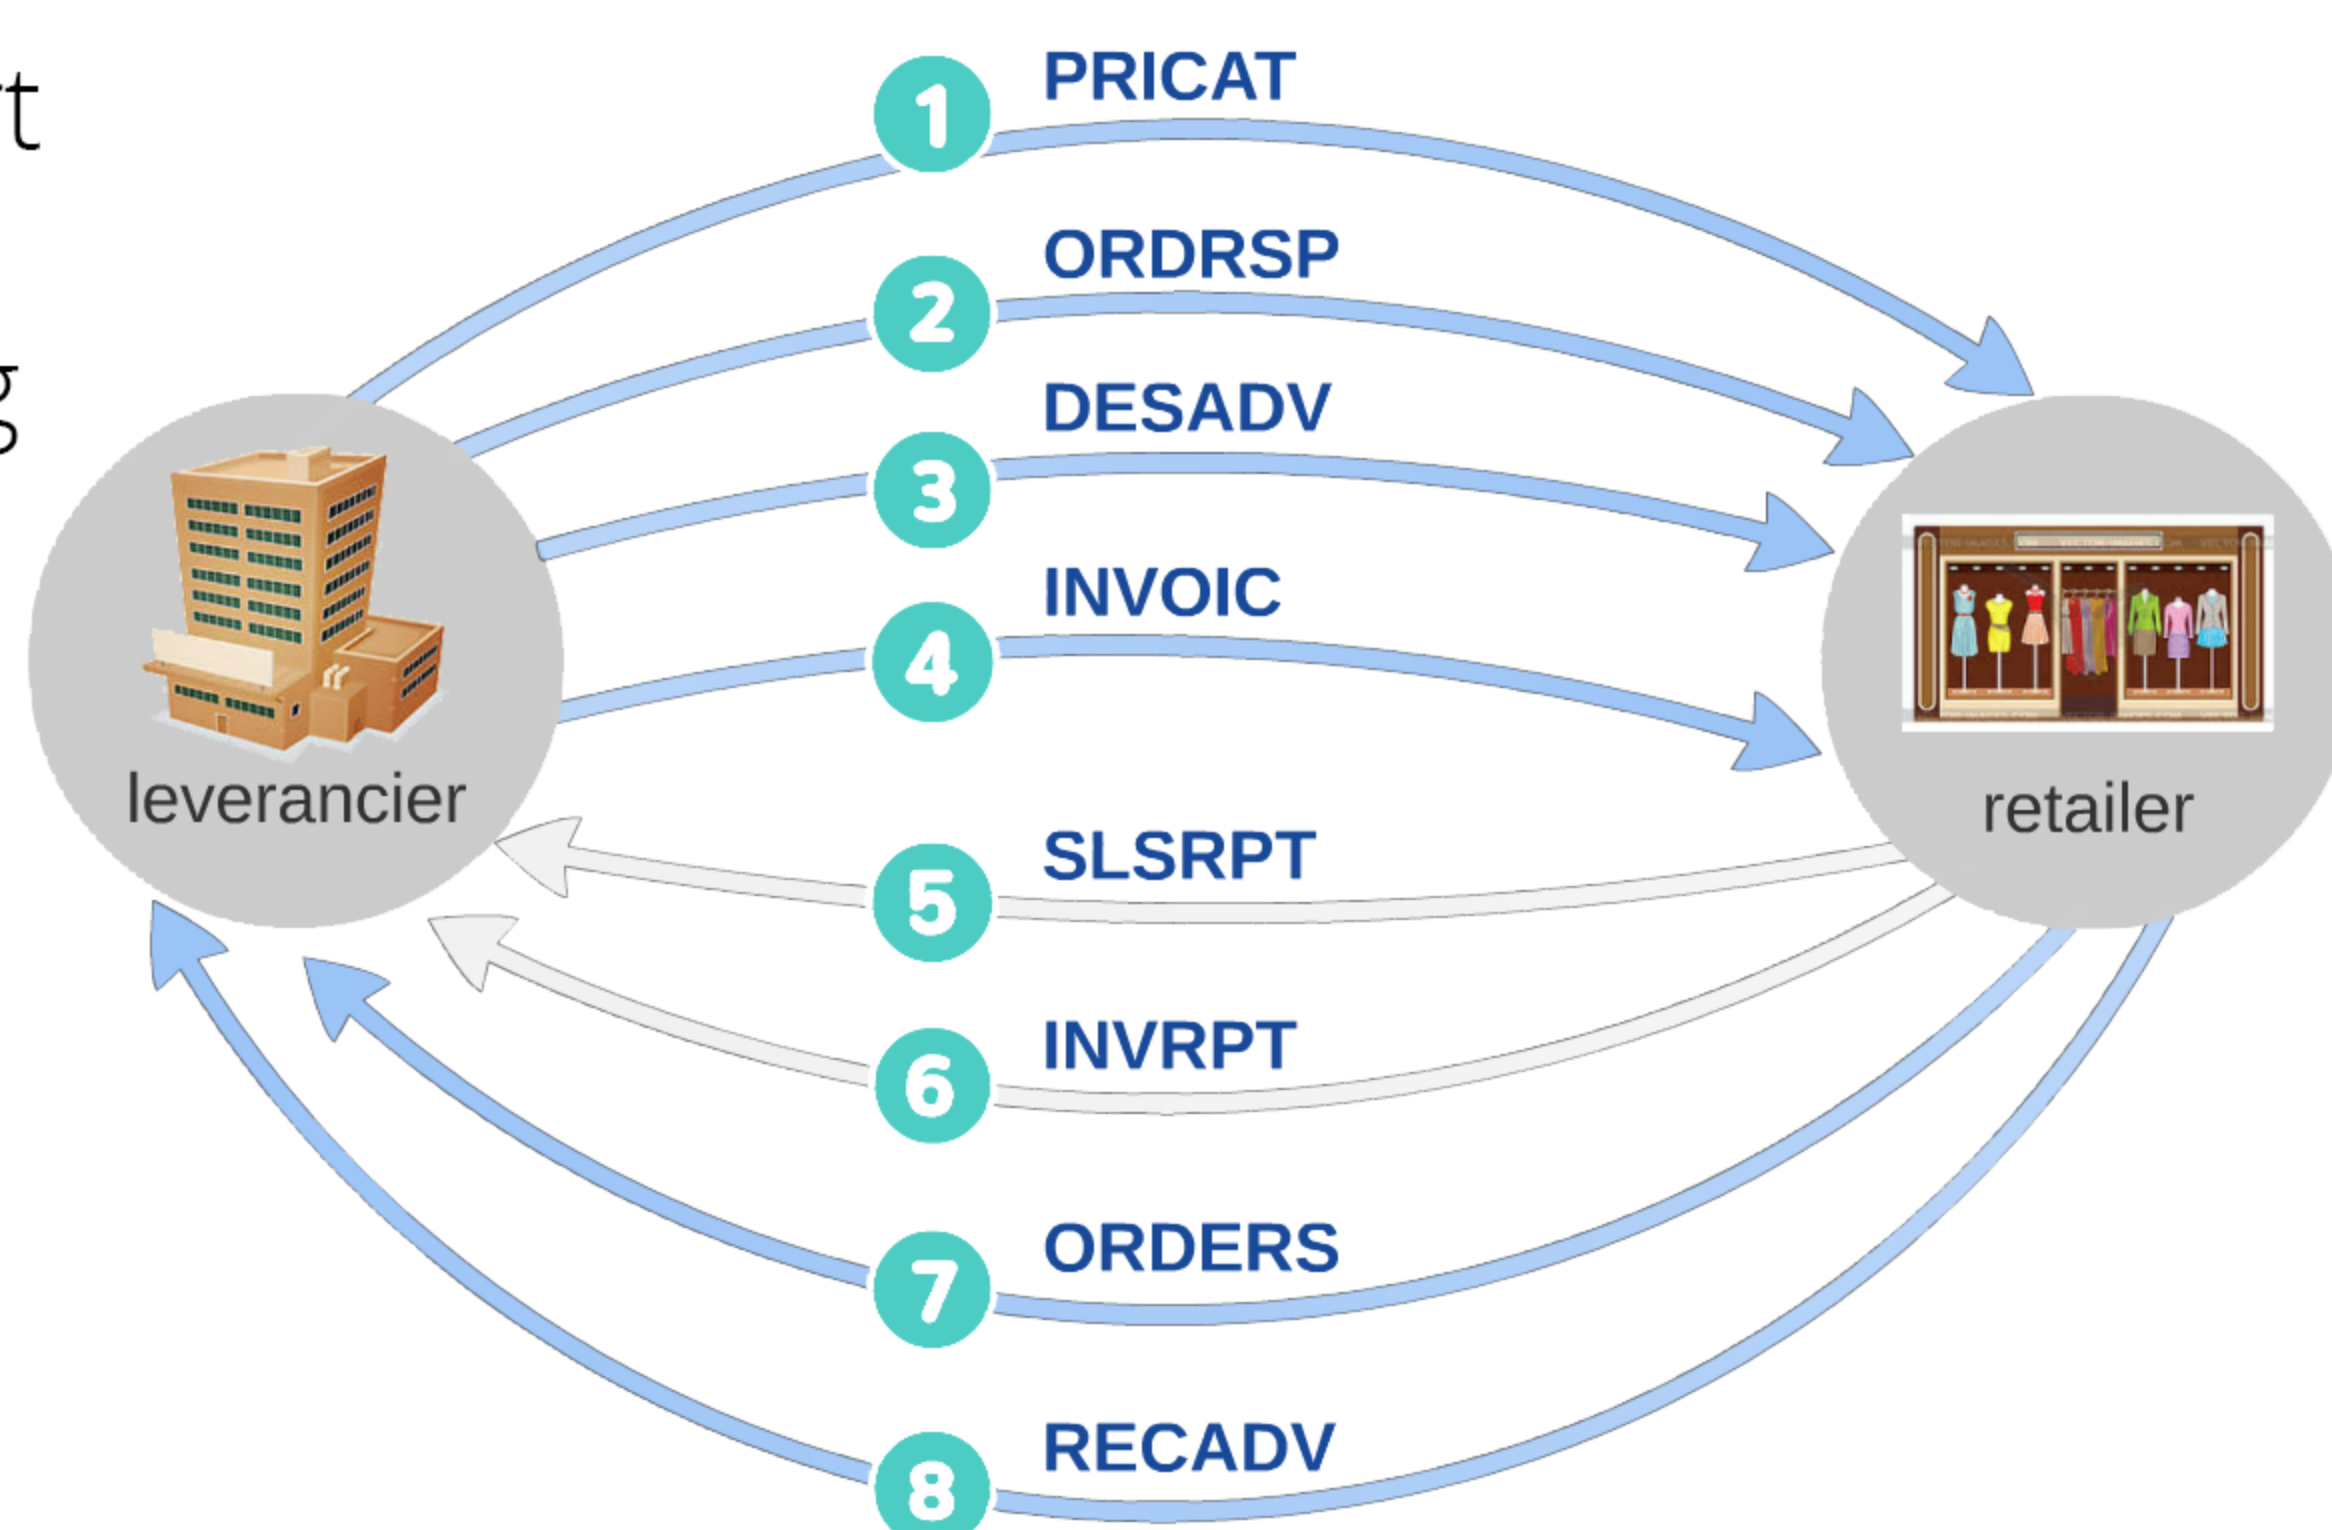 1
PRICAT
2
ORDRSP
3
DESADV
4
INVOIC
leverancier
retailer
5
SLSRPT
6
INVRPT
7
ORDERS
8
RECADV